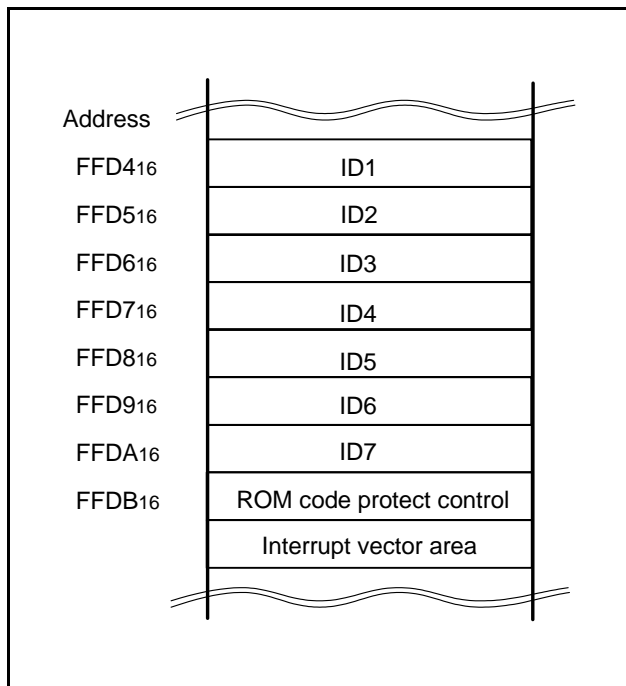 Address
FFD416 ID1
FFD516 ID2
FFD616 ID3
FFD716 ID4
FFD816 ID5
FFD916 ID6
FFDA16 ID7
FFDB16 ROM code protect control
Interrupt vector area